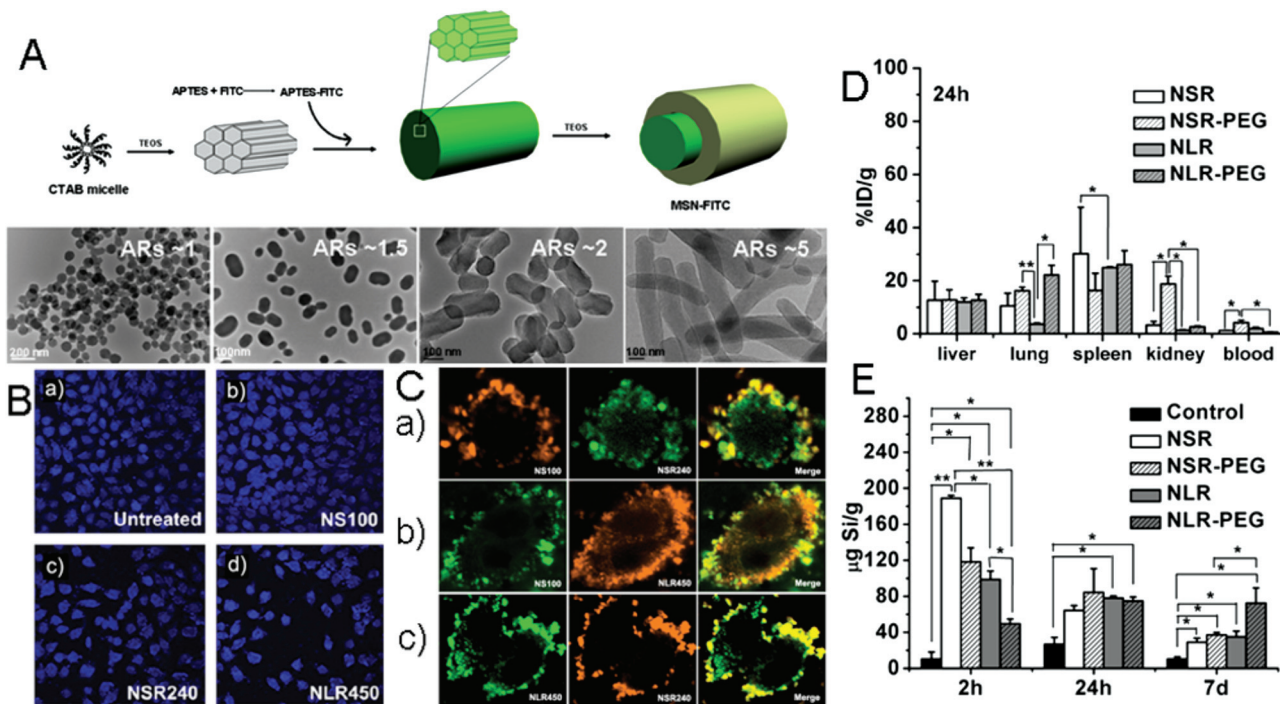 A
APTES + FITC
APTES-FITC
TEOS
TEOS
CTAB micelle
MSN-FITC
ARs ~1
ARs ~1.5
ARs ~2
ARs ~5
200 nm
100nm
100 nm
100 nm
B
a)
Untreated
b)
NS100
c)
NSR240
d)
NLR450
C
a)
NS100
NSR240
Merge
b)
NS100
NLR450
Merge
c)
NLR450
NSR240
Merge
D
24h
NSR
NSR-PEG
NLR
NLR-PEG
%ID/g
100
80
60
40
20
0
* ** * * * * * * *
liver lung spleen kidney blood
E
Control
NSR
NSR-PEG
NLR
NLR-PEG
µg Si/g
280
240
200
160
120
80
40
0
*
*
*
**
** *
*
*
*
*
*
*
*
*
2h 24h 7d